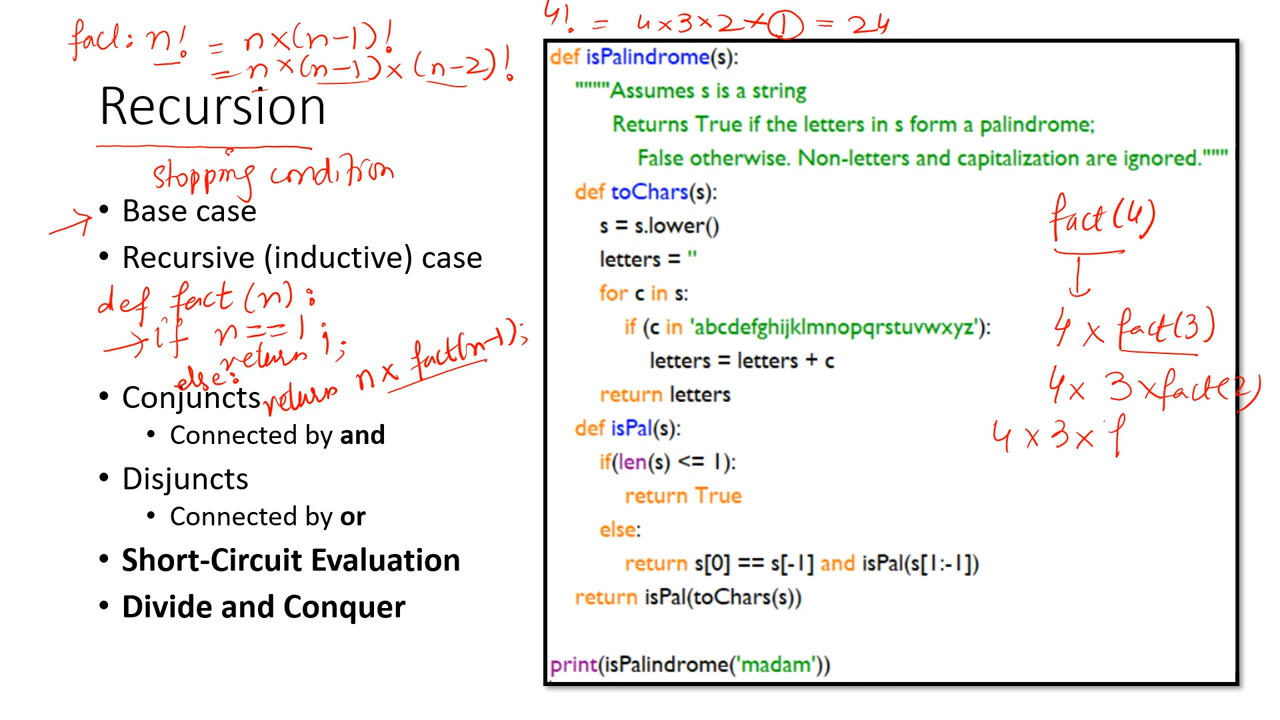 fact: n! = n×(n-1)!
= n×(n-1)×(n-2)!
Recursion
stopping condition
→ • Base case
• Recursive (inductive) case
def fact(n):
→ if n==1:
return 1;
else:
return n× fact(n-1);
• Conjuncts
• Connected by and
• Disjuncts
• Connected by or
• Short-Circuit Evaluation
• Divide and Conquer
4! = 4×3×2×1 = 24
def isPalindrome(s):
""""Assumes s is a string
Returns True if the letters in s form a palindrome;
False otherwise. Non-letters and capitalization are ignored."""
def toChars(s):
s = s.lower()
letters = ''
for c in s:
if (c in 'abcdefghijklmnopqrstuvwxyz'):
letters = letters + c
return letters
def isPal(s):
if(len(s) <= 1):
return True
else:
return s[0] == s[-1] and isPal(s[1:-1])
return isPal(toChars(s))
print(isPalindrome('madam'))
fact(4)
↓
4 × fact(3)
4× 3×fact(2)
4 × 3× f